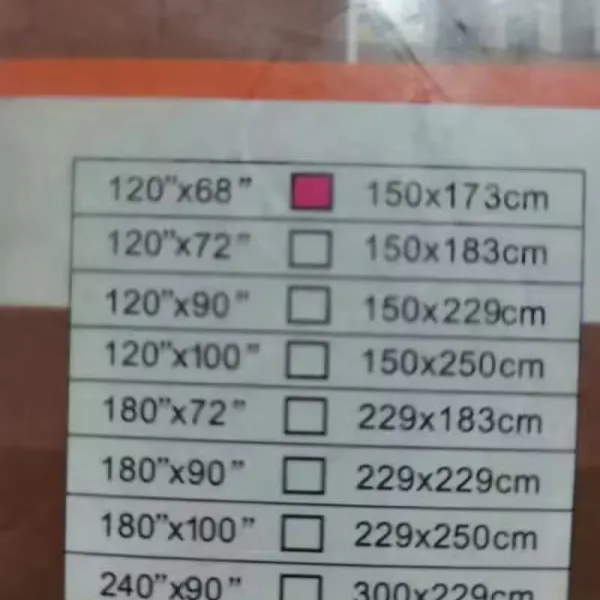 120"x68" 150x173cm
120"x72" 150x183cm
120"x90" 150x229cm
120"x100" 150x250cm
180"x72" 229x183cm
180"x90" 229x229cm
180"x100" 229x250cm
240"x90" 300x229cm